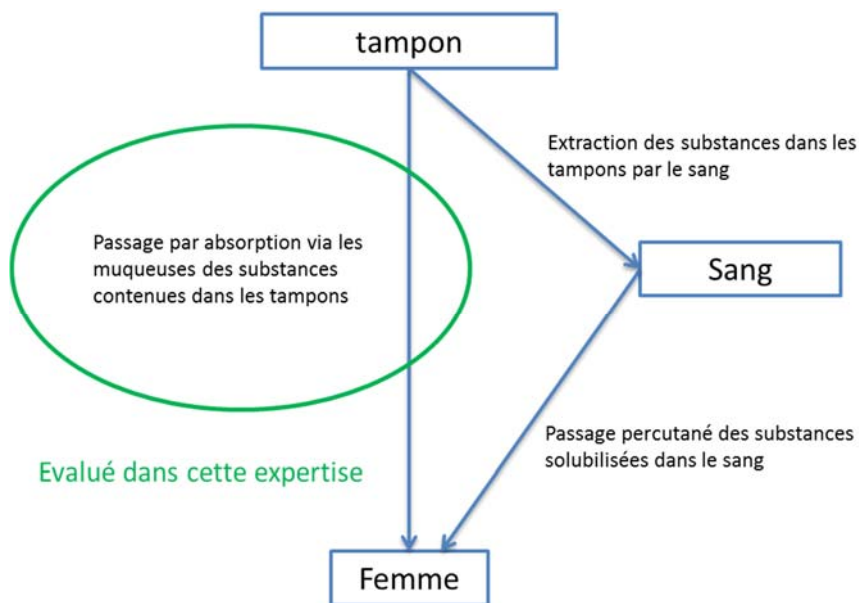 tampon
Extraction des substances dans les
tampons par le sang
Passage par absorption via les
muqueuses des substances
contenues dans les tampons
Sang
Passage percutané des substances
solubilisées dans le sang
Evalué dans cette expertise
Femme